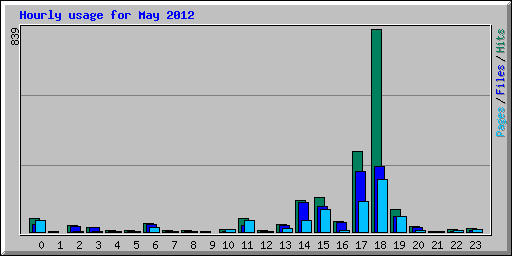 Hourly usage for May 2012
839
Pages/Files/Hits
0 1 2 3 4 5 6 7 8 9 10 11 12 13 14 15 16 17 18 19 20 21 22 23